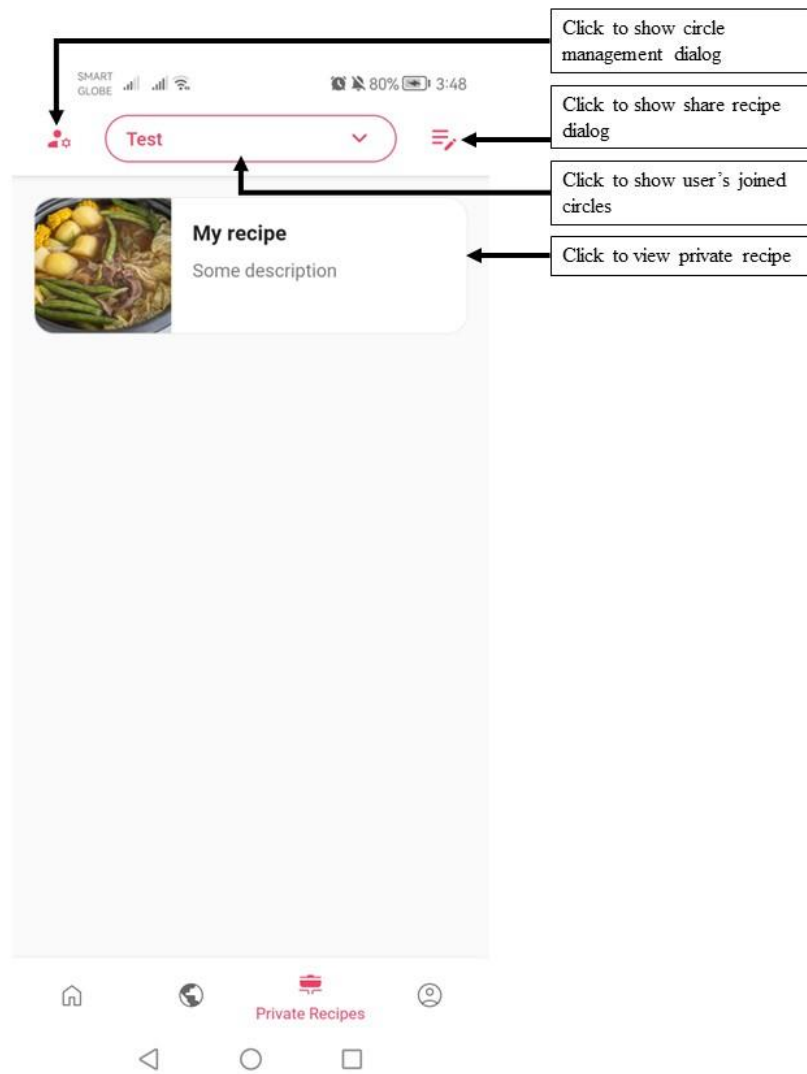 Click to show circle
management dialog
SMART
GLOBE
80% 3:48
Click to show share recipe
dialog
Test
Click to show user’s joined
circles
My recipe
Some description
Click to view private recipe
Private Recipes